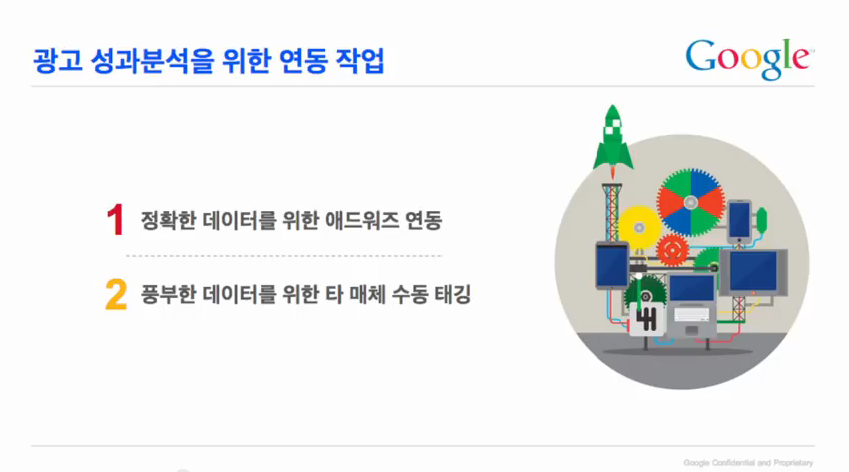 광고 성과분석을 위한 연동 작업
Google
1 정확한 데이터를 위한 애드워즈 연동
2 풍부한 데이터를 위한 타 매체 수동 태깅
Google Confidential and Proprietary